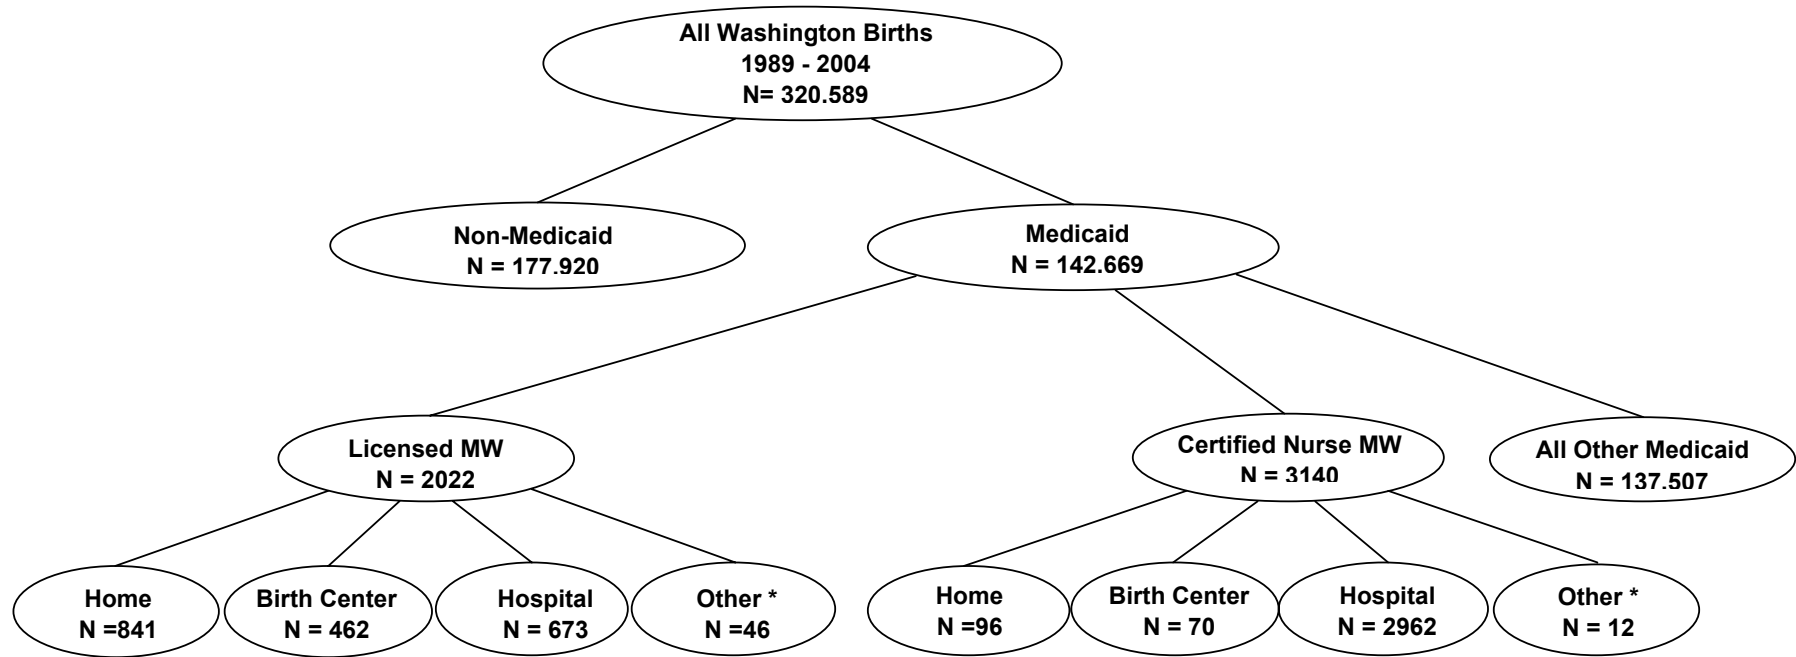 All Washington Births
1989 - 2004
N= 320.589
Non-Medicaid
N = 177.920
Medicaid
N = 142.669
Licensed MW
N = 2022
Certified Nurse MW
N = 3140
All Other Medicaid
N = 137.507
Home
N =841
Birth Center
N = 462
Hospital
N = 673
Other *
N =46
Home
N =96
Birth Center
N = 70
Hospital
N = 2962
Other *
N = 12